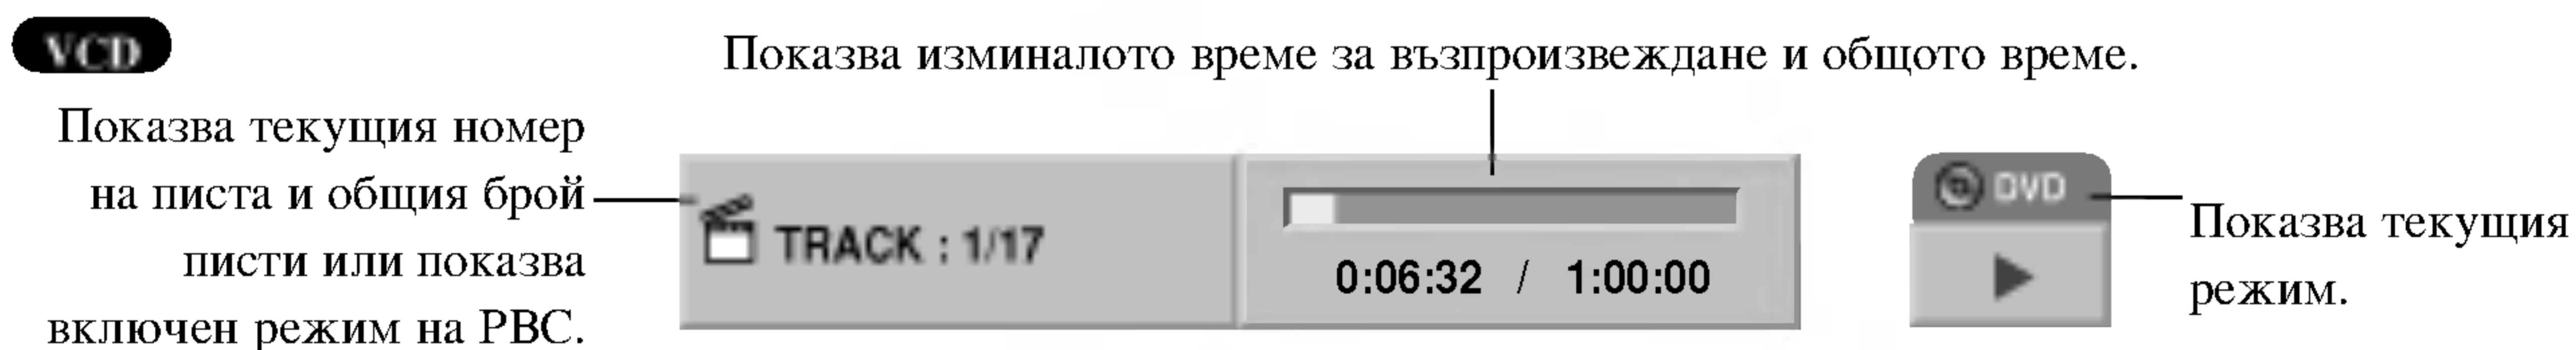 VCD
Показва изминалото време за възпроизвеждане и общото време.
Показва текущия номер
на писта и общия брой
писти или показва
включен режим на PBC.
TRACK : 1/17
0:06:32 / 1:00:00
DVD
Показва текущия
режим.